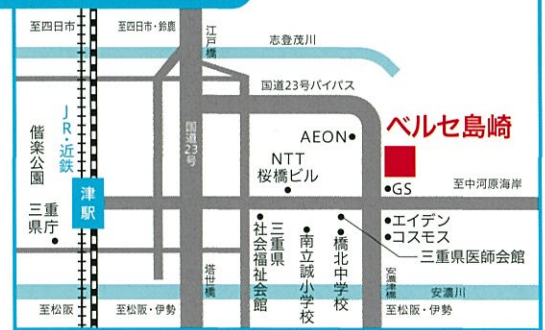 至四日市
至四日市・鈴鹿
江戸橋
志登茂川
国道23号バイパス
JR・近鉄
偕楽公園
国道23号
AEON
ベルセ島崎
NTT
桜橋ビル
GS
至中河原海岸
津駅
三重
県庁
エイデン
コスモス
三重県医師会館
三重県
社会福祉会館
南立誠小学校
橋北中学校
塔世橋
安濃津橋
安濃川
至松阪
至松阪・伊勢
至松阪・伊勢